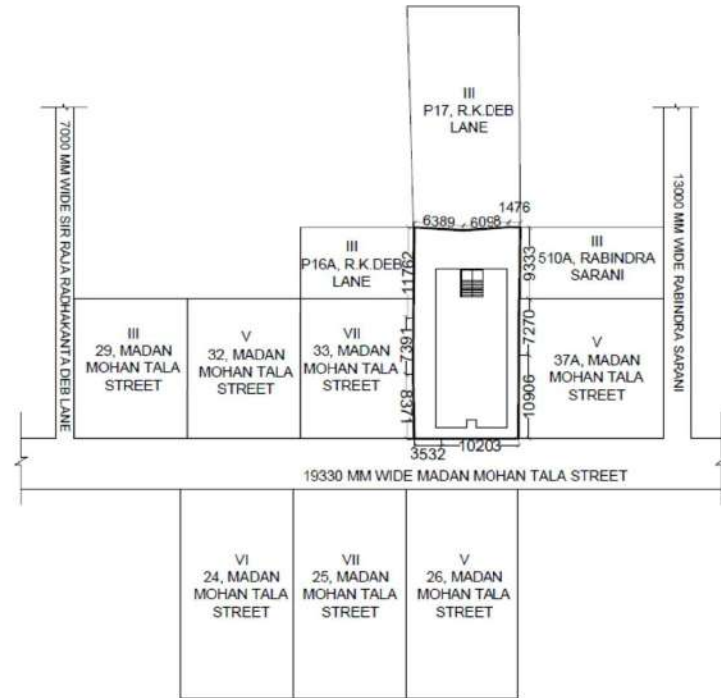 III
P17, R.K.DEB
LANE
7000 MM WIDE SIR RAJA RADHAKANTA DEB LANE
13000 MM WIDE RABINDRA SARANI
1476
6389
6098
III
P16A, R.K.DEB
LANE
11762
9333
III
510A, RABINDRA
SARANI
III
29, MADAN
MOHAN TALA
STREET
V
32, MADAN
MOHAN TALA
STREET
VII
33, MADAN
MOHAN TALA
STREET
7391
8371
7270
10906
V
37A, MADAN
MOHAN TALA
STREET
3532
10203
19330 MM WIDE MADAN MOHAN TALA STREET
VI
24, MADAN
MOHAN TALA
STREET
VII
25, MADAN
MOHAN TALA
STREET
V
26, MADAN
MOHAN TALA
STREET